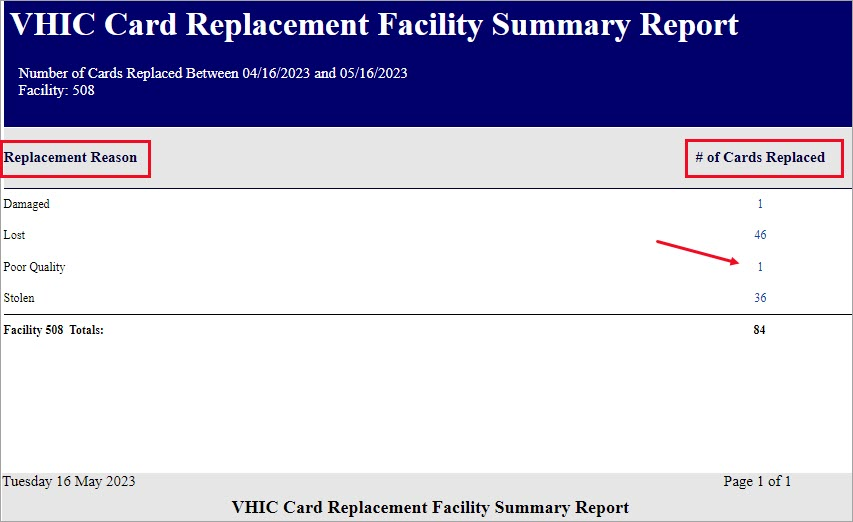 VHIC Card Replacement Facility Summary Report
Number of Cards Replaced Between 04/16/2023 and 05/16/2023
Facility: 508
Replacement Reason # of Cards Replaced
Damaged 1
Lost 46
Poor Quality 1
Stolen 36
Facility 508 Totals: 84
Tuesday 16 May 2023 Page 1 of 1
VHIC Card Replacement Facility Summary Report